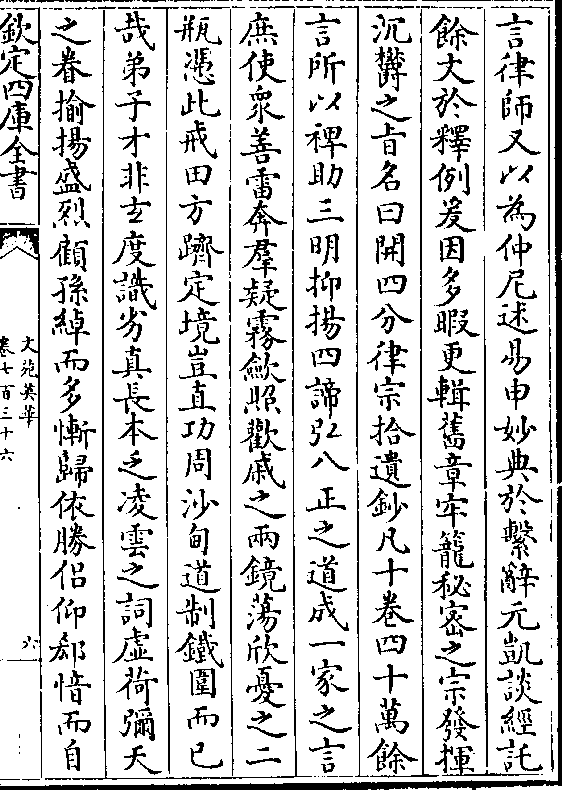 言律師又以為仲尼述易申妙典於繫辭元凱談經託
餘文於釋例爰因多暇更輯舊章牢籠秘密之宗發揮
沉欝之旨名曰開四分律宗拾遺鈔凡十卷四十萬餘
言所以裨助三明抑揚四諦弘八正之道成一家之言
庶使衆善雷奔羣疑霧歛照歡戚之兩鏡蕩欣憂之二
瓶憑此戒田方躋定境豈直功周沙甸道制鐵圍而已
哉弟子才非玄度識劣真長本乏凌雲之詞虛荷彌天
之眷揄揚盛烈顧孫綽而多慚歸依勝侣仰郄愔而自
欽定四庫全書
文苑英華
卷七百三十六
六